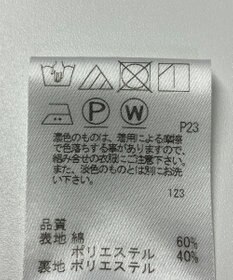 P W P23
濃色のものは、着用による摩擦
で色落ちする事がありますので、
組み合せの衣服にご注意下さい。
また、淡色のものとは別にお洗
い下さい。
123
品質
表地 綿 60%
ポリエステル 40%
裏地 ポリエステル